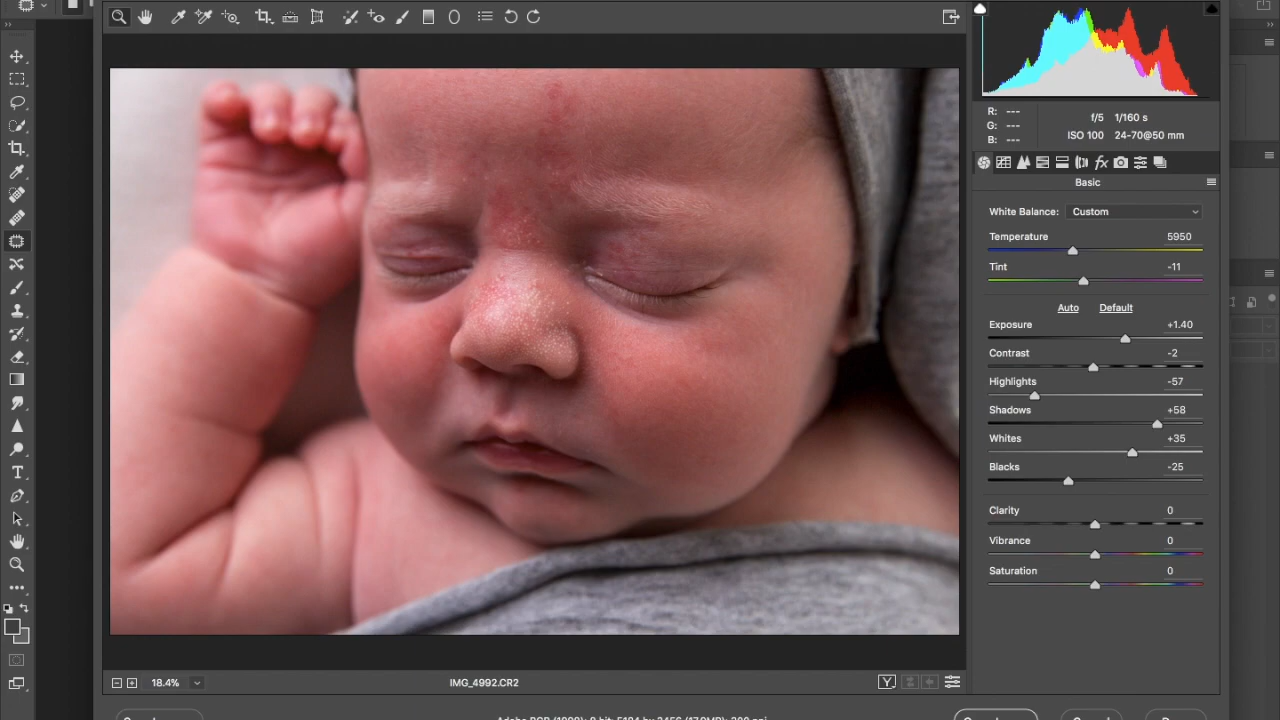 R: ---
G: ---
B: ---
f/5 1/160 s
ISO 100 24-70@50 mm
fx
Basic
White Balance: Custom
Temperature 5950
Tint -11
Auto Default
Exposure +1.40
Contrast -2
Highlights -57
Shadows +58
Whites +35
Blacks -25
Clarity 0
Vibrance 0
Saturation 0
T
18.4% IMG_4992.CR2 Y